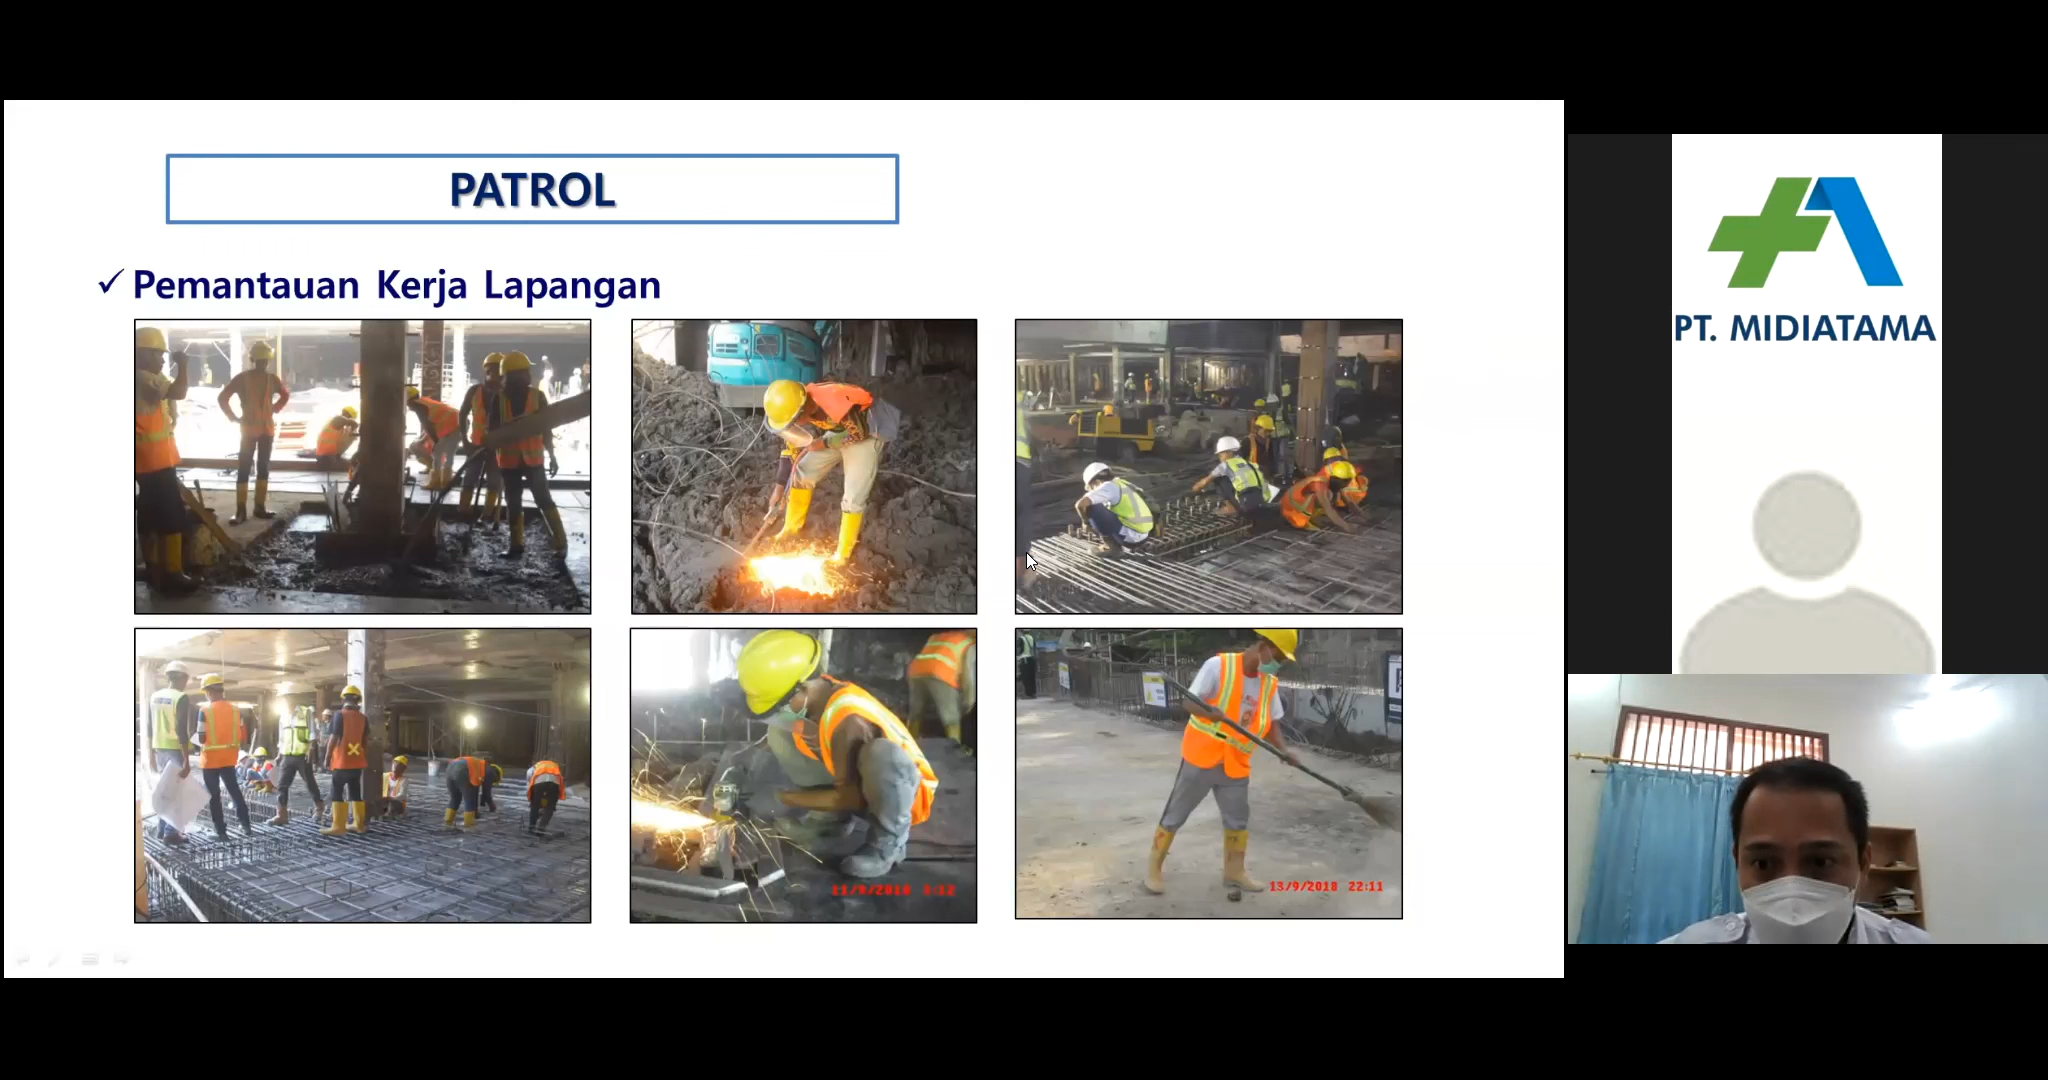 PATROL
✓ Pemantauan Kerja Lapangan
13/9/2018 22:11
PT. MIDIATAMA